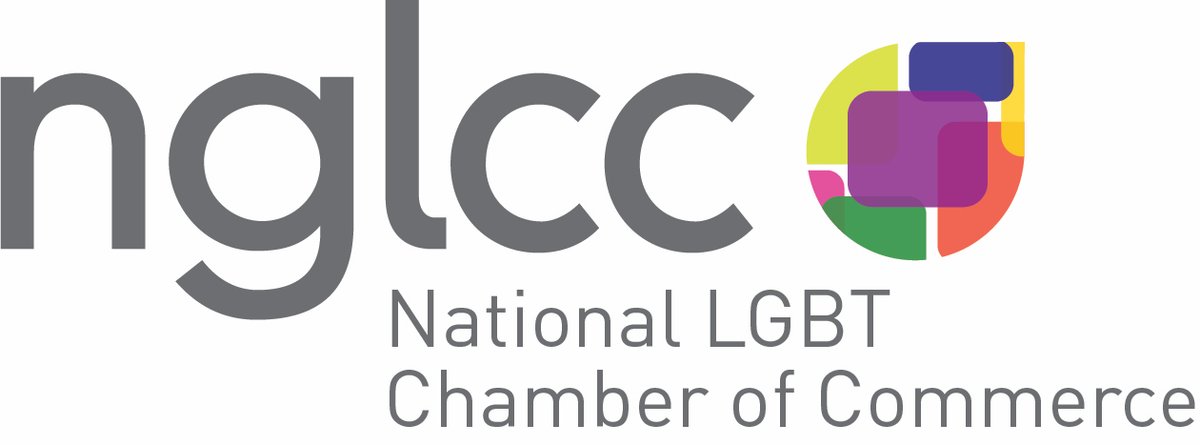 nglcc
National LGBT
Chamber of Commerce